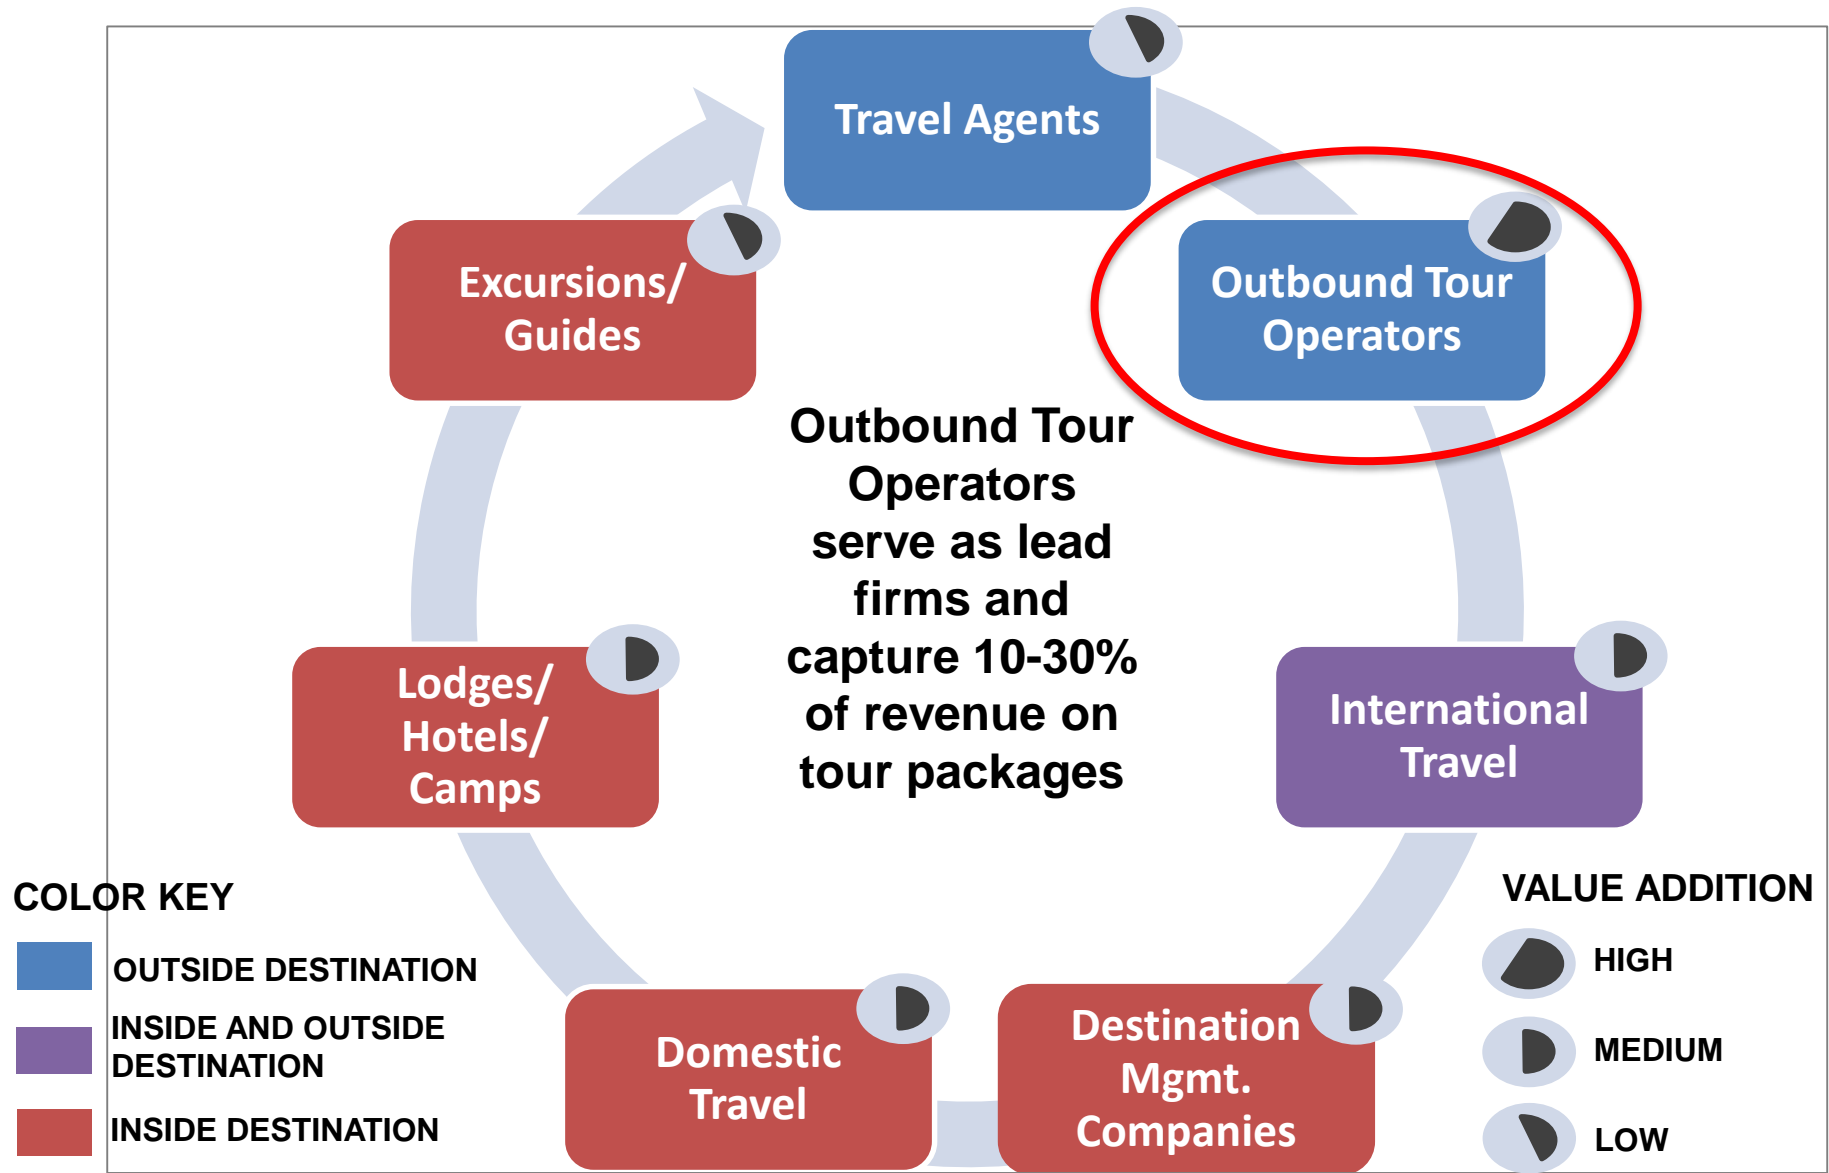 Travel Agents
Outbound Tour
Operators
Excursions/
Guides
Outbound Tour
Operators
serve as lead
firms and
capture 10-30%
of revenue on
tour packages
International
Travel
Lodges/
Hotels/
Camps
Domestic
Travel
Destination
Mgmt.
Companies
COLOR KEY
OUTSIDE DESTINATION
INSIDE AND OUTSIDE
DESTINATION
INSIDE DESTINATION
VALUE ADDITION
HIGH
MEDIUM
LOW